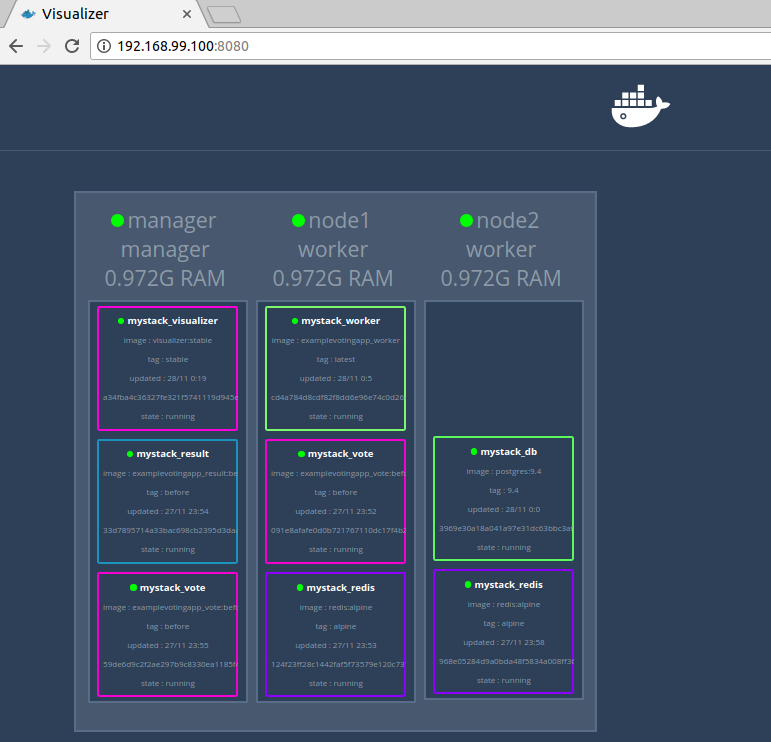 Visualizer
192.168.99.100:8080
manager
manager
0.972G RAM
mystack_visualizer
image : visualizer:stable
tag : stable
updated : 28/11 0:19
a34fba4c36327fe321f5741119d945e
state : running
mystack_result
image : examplevotingapp_result:be
tag : before
updated : 27/11 23:54
33d7895714a33bac698cb2395d3da
state : running
mystack_vote
image : examplevotingapp_vote:bef
tag : before
updated : 27/11 23:55
59de6d9c2f2ae297b9c8330ea1185f
state : running
node1
worker
0.972G RAM
mystack_worker
image : examplevotingapp_worker
tag : latest
updated : 28/11 0:5
cd4a784d8cdf82f8dd6e96e74c0d26
state : running
mystack_vote
image : examplevotingapp_vote:bef
tag : before
updated : 27/11 23:52
091e8afafe0d0b721767110dc17f4b2
state : running
mystack_redis
image : redis:alpine
tag : alpine
updated : 27/11 23:53
124f23ff28c1442faf5f73579e120c73
state : running
node2
worker
0.972G RAM
mystack_db
image : postgres:9.4
tag : 9.4
updated : 28/11 0:0
3969e30a18a041a97e31dc63bbc3a
state : running
mystack_redis
image : redis:alpine
tag : alpine
updated : 27/11 23:58
968e05284d9a0bda48f5834a008ff3
state : running